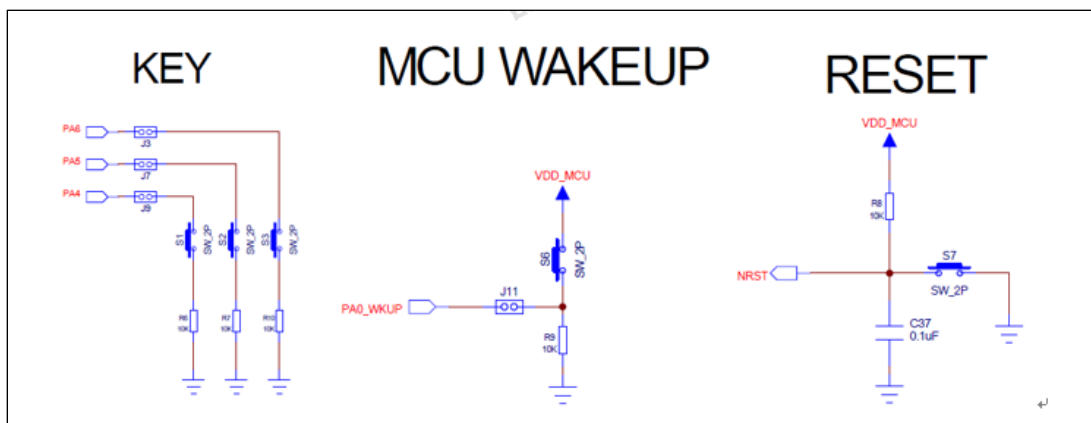 KEY
PA6
J3
PA5
J7
PA4
J9
S1
SW_2P
S2
SW_2P
S3
SW_2P
R6
10K
R7
10K
R10
10K
MCU WAKEUP
VDD_MCU
S6
SW_2P
J11
PA0_WKUP
R9
10K
RESET
VDD_MCU
R8
10K
S7
NRST
SW_2P
C37
0.1uF